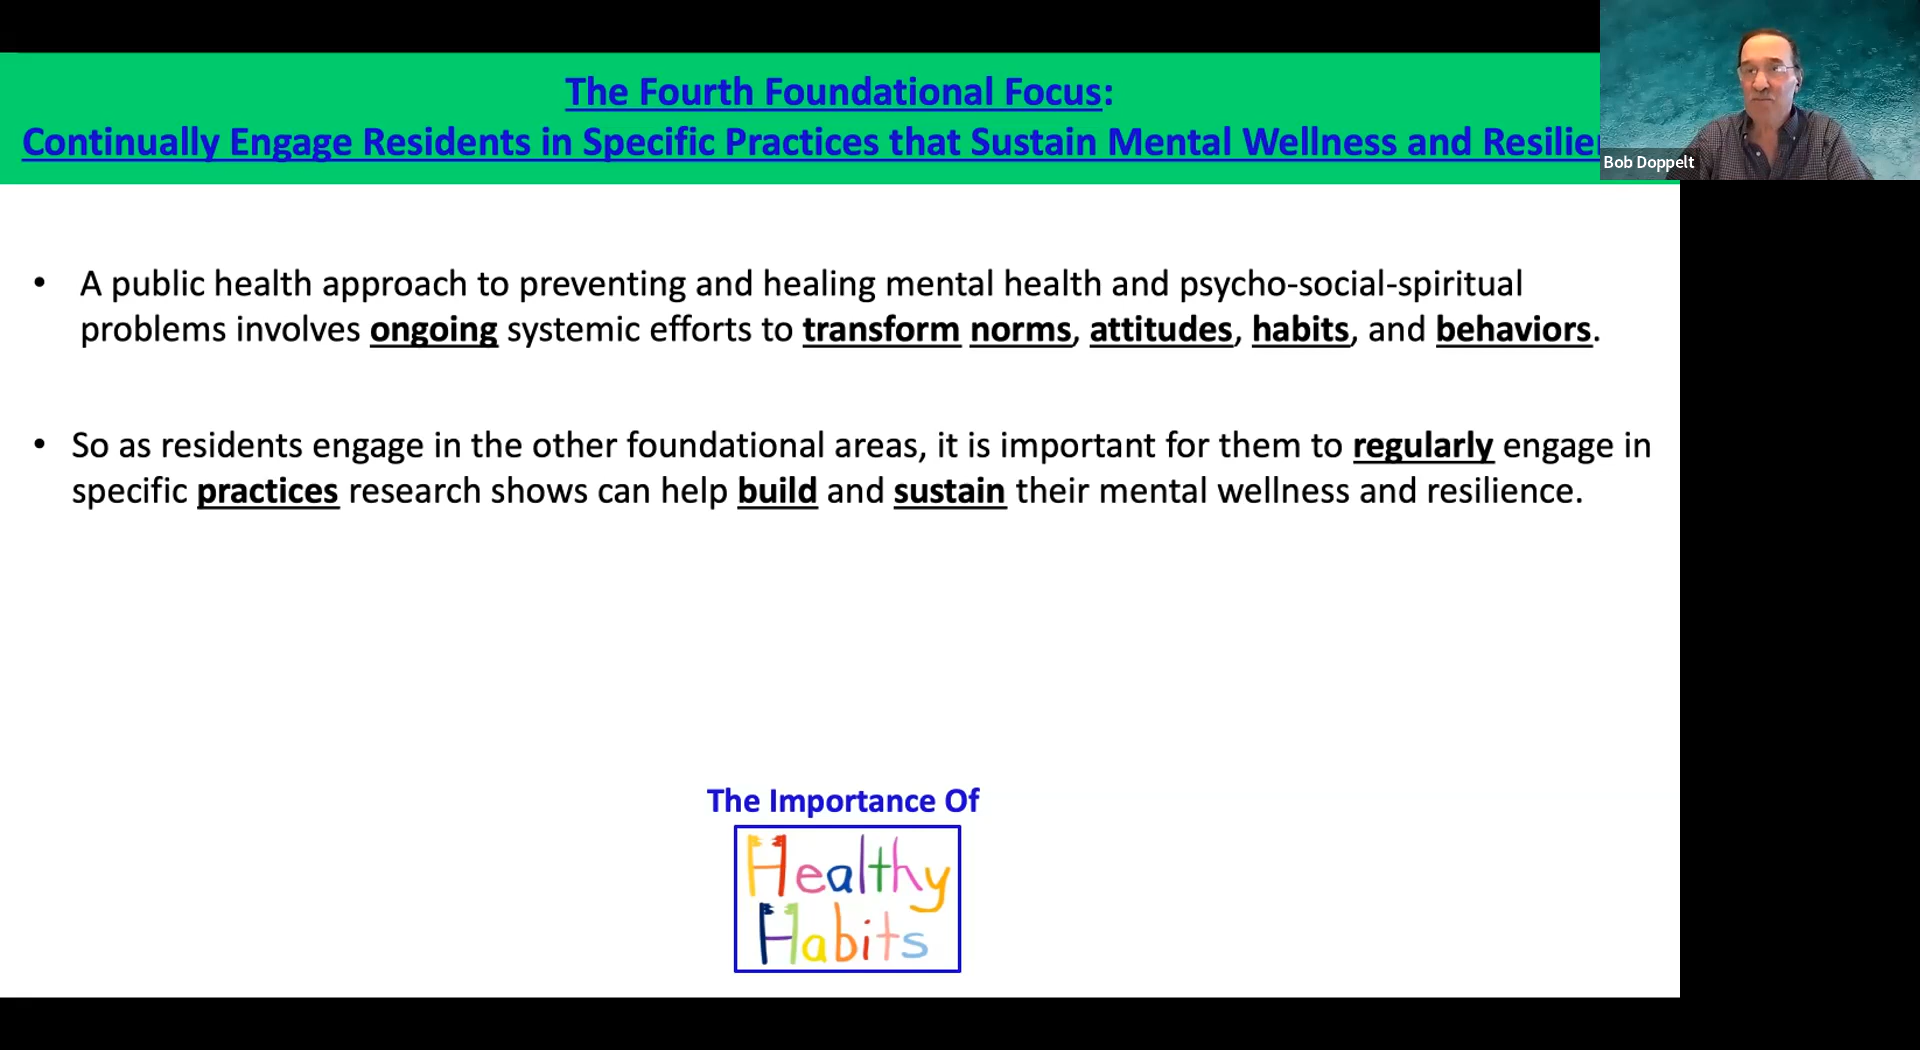 The Fourth Foundational Focus:
Continually Engage Residents in Specific Practices that Sustain Mental Wellness and
Bob Doppelt
• A public health approach to preventing and healing mental health and psycho-social-spiritual
problems involves ongoing systemic efforts to transform norms, attitudes, habits, and behaviors.
• So as residents engage in the other foundational areas, it is important for them to regularly engage in
specific practices research shows can help build and sustain their mental wellness and resilience.
The Importance Of
Healthy
Habits